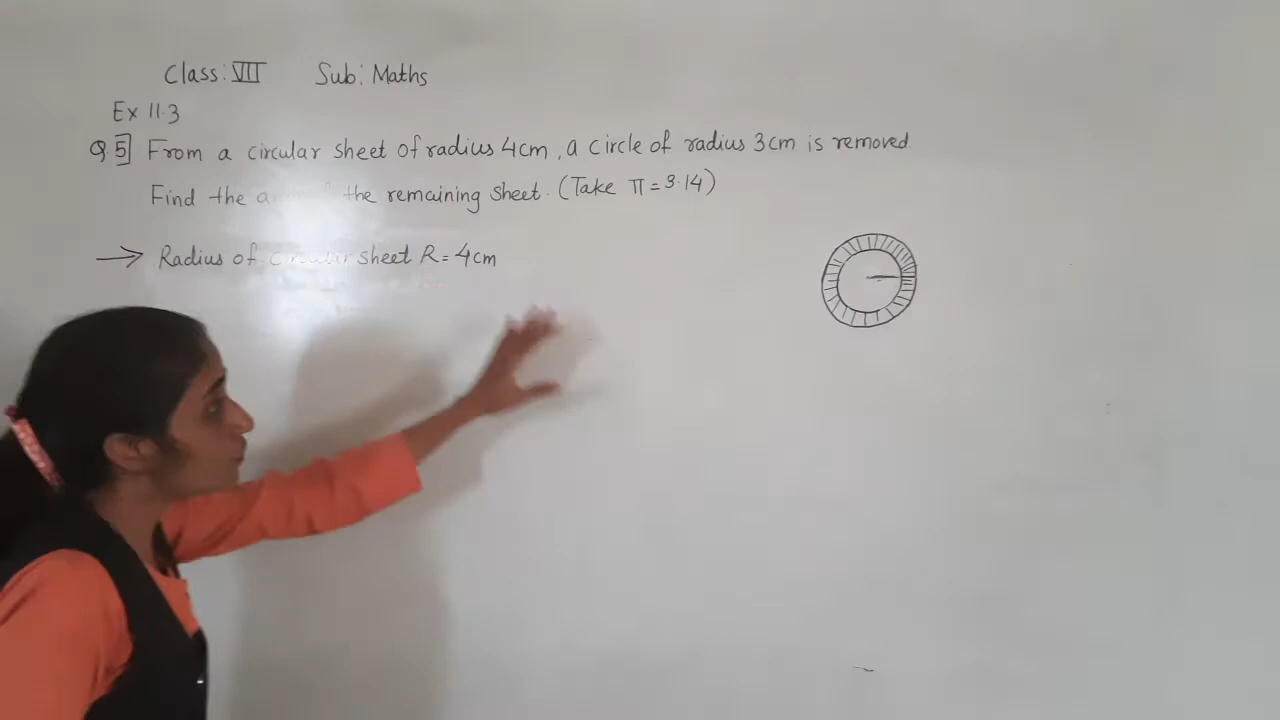 Class: VII Sub: Maths
Ex 11.3
Q 5] From a circular sheet of radius 4cm, a circle of radius 3cm is removed.
Find the the remaining sheet. (Take π = 3.14)
→ Radius of circular sheet R = 4cm